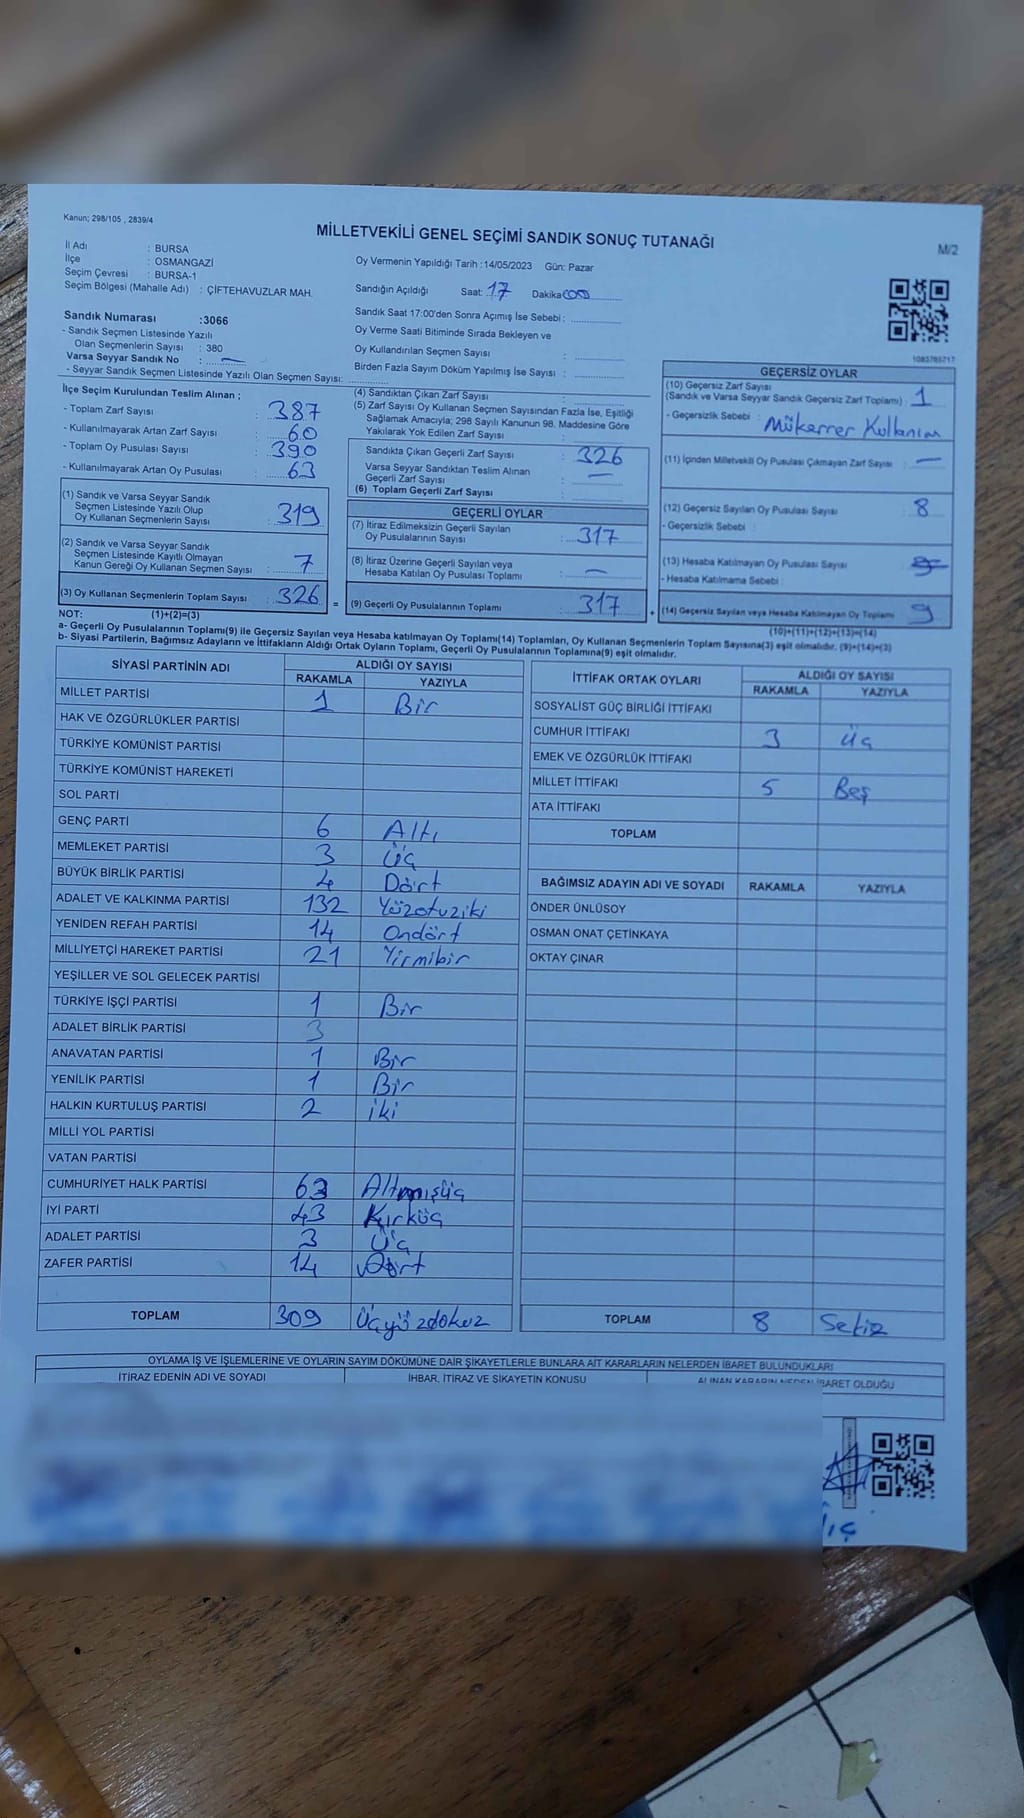 Kanun; 298/105 , 2839/4
MİLLETVEKİLİ GENEL SEÇİMİ SANDIK SONUÇ TUTANAĞI
M/2
İl Adı : BURSA
İlçe : OSMANGAZİ
Seçim Çevresi : BURSA-1
Seçim Bölgesi (Mahalle Adı) : ÇİFTEHAVUZLAR MAH.
Oy Vermenin Yapıldığı Tarih : 14/05/2023 Gün: Pazar
Sandığın Açıldığı Saat: 17 Dakika 00
Sandık Saat 17:00'den Sonra Açımış İse Sebebi :
Oy Verme Saati Bitiminde Sırada Bekleyen ve
Oy Kullandırılan Seçmen Sayısı :
Birden Fazla Sayım Döküm Yapılmış İse Sayısı :
1083765717
Sandık Numarası :3066
- Sandık Seçmen Listesinde Yazılı
Olan Seçmenlerin Sayısı : 380
Varsa Seyyar Sandık No : —
- Seyyar Sandık Seçmen Listesinde Yazılı Olan Seçmen Sayısı:
İlçe Seçim Kurulundan Teslim Alınan ;
- Toplam Zarf Sayısı : 387
- Kullanılmayarak Artan Zarf Sayısı : 60
- Toplam Oy Pusulası Sayısı : 390
- Kullanılmayarak Artan Oy Pusulası : 63
(1) Sandık ve Varsa Seyyar Sandık
Seçmen Listesinde Yazılı Olup
Oy Kullanan Seçmenlerin Sayısı : 319
(2) Sandık ve Varsa Seyyar Sandık
Seçmen Listesinde Kayıtlı Olmayan
Kanun Gereği Oy Kullanan Seçmen Sayısı : 7
(3) Oy Kullanan Seçmenlerin Toplam Sayısı : 326 =
(4) Sandıktan Çıkan Zarf Sayısı :
(5) Zarf Sayısı Oy Kullanan Seçmen Sayısından Fazla İse, Eşitliği
Sağlamak Amacıyla; 298 Sayılı Kanunun 98. Maddesine Göre
Yakılarak Yok Edilen Zarf Sayısı :
Sandıkta Çıkan Geçerli Zarf Sayısı : 326
Varsa Seyyar Sandıktan Teslim Alınan
Geçerli Zarf Sayısı : —
(6) Toplam Geçerli Zarf Sayısı :
GEÇERLİ OYLAR
(7) İtiraz Edilmeksizin Geçerli Sayılan
Oy Pusulalarının Sayısı : 317
(8) İtiraz Üzerine Geçerli Sayılan veya
Hesaba Katılan Oy Pusulası Toplamı : —
(9) Geçerli Oy Pusulalarının Toplamı : 317 +
GEÇERSİZ OYLAR
(10) Geçersiz Zarf Sayısı
(Sandık ve Varsa Seyyar Sandık Geçersiz Zarf Toplamı) : 1
- Geçersizlik Sebebi : Mükerrer Kullanım
(11) İçinden Milletvekili Oy Pusulası Çıkmayan Zarf Sayısı : —
(12) Geçersiz Sayılan Oy Pusulası Sayısı : 8
- Geçersizlik Sebebi :
(13) Hesaba Katılmayan Oy Pusulası Sayısı :
- Hesaba Katılmama Sebebi :
(14) Geçersiz Sayılan veya Hesaba Katılmayan Oy Toplamı : 9
NOT: (1)+(2)=(3)
(10)+(11)+(12)+(13)=(14)
a- Geçerli Oy Pusulalarının Toplamı(9) ile Geçersiz Sayılan veya Hesaba katılmayan Oy Toplamı(14) Toplamları, Oy Kullanan Seçmenlerin Toplam Sayısına(3) eşit olmalıdır. (9)+(14)=(3)
b- Siyasi Partilerin, Bağımsız Adayların ve İttifakların Aldığı Ortak Oyların Toplamı, Geçerli Oy Pusulalarının Toplamına(9) eşit olmalıdır.
SİYASİ PARTİNİN ADI ALDIĞI OY SAYISI
RAKAMLA YAZIYLA
MİLLET PARTİSİ 1 Bir
HAK VE ÖZGÜRLÜKLER PARTİSİ
TÜRKİYE KOMÜNİST PARTİSİ
TÜRKİYE KOMÜNİST HAREKETİ
SOL PARTİ
GENÇ PARTİ 6 Altı
MEMLEKET PARTİSİ 3 Üç
BÜYÜK BİRLİK PARTİSİ 4 Dört
ADALET VE KALKINMA PARTİSİ 132 Yüzotuziki
YENİDEN REFAH PARTİSİ 14 Ondört
MİLLİYETÇİ HAREKET PARTİSİ 21 Yirmibir
YEŞİLLER VE SOL GELECEK PARTİSİ
TÜRKİYE İŞÇİ PARTİSİ 1 Bir
ADALET BİRLİK PARTİSİ 3
ANAVATAN PARTİSİ 1 Bir
YENİLİK PARTİSİ 1 Bir
HALKIN KURTULUŞ PARTİSİ 2 iki
MİLLİ YOL PARTİSİ
VATAN PARTİSİ
CUMHURİYET HALK PARTİSİ 63 Altmışüç
İYİ PARTİ 43 Kırküç
ADALET PARTİSİ 3 Üç
ZAFER PARTİSİ 14
TOPLAM 309 Üçyüzdokuz
İTTİFAK ORTAK OYLARI ALDIĞI OY SAYISI
RAKAMLA YAZIYLA
SOSYALİST GÜÇ BİRLİĞİ İTTİFAKI
CUMHUR İTTİFAKI 3 Üç
EMEK VE ÖZGÜRLÜK İTTİFAKI
MİLLET İTTİFAKI 5 Beş
ATA İTTİFAKI
TOPLAM
BAĞIMSIZ ADAYIN ADI VE SOYADI RAKAMLA YAZIYLA
ÖNDER ÜNLÜSOY
OSMAN ONAT ÇETİNKAYA
OKTAY ÇINAR
TOPLAM 8 Sekiz
OYLAMA İŞ VE İŞLEMLERİNE VE OYLARIN SAYIM DÖKÜMÜNE DAİR ŞİKAYETLERLE BUNLARA AİT KARARLARIN NELERDEN İBARET BULUNDUKLARI
İTİRAZ EDENİN ADI VE SOYADI İHBAR, İTİRAZ VE ŞİKAYETİN KONUSU ALINAN KARARIN NEDEN İBARET OLDUĞU